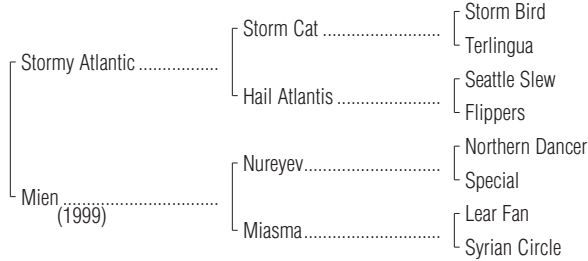 Storm Bird
Storm Cat ....................
Terlingua
Stormy Atlantic .................
Seattle Slew
Hail Atlantis ..................
Flippers
Northern Dancer
Nureyev........................
Special
Mien .................................
(1999)
Lear Fan
Miasma........................
Syrian Circle